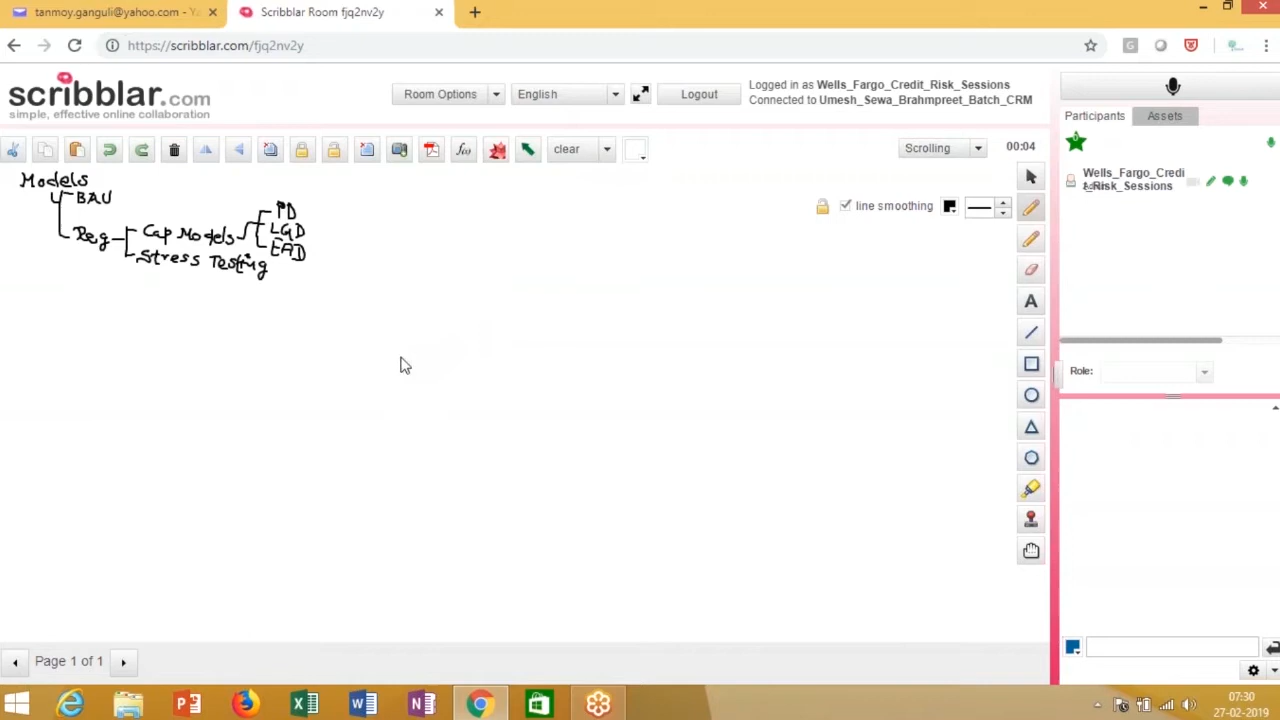 tanmoy.ganguli@yahoo.com - Ya
Scribblar Room fjq2nv2y
https://scribblar.com/fjq2nv2y
scribblar.com
simple, effective online collaboration
Room Options
English
Logout
Logged in as Wells_Fargo_Credit_Risk_Sessions
Connected to Umesh_Sewa_Brahmpreet_Batch_CRM
clear
Scrolling
00:04
line smoothing
Participants
Assets
Wells_Fargo_Credi
t_Risk_Sessions
Role:
Models
BAU
Reg
Cap Models
PD
LGD
EAD
Stress Testing
Page 1 of 1
07:30
27-02-2019